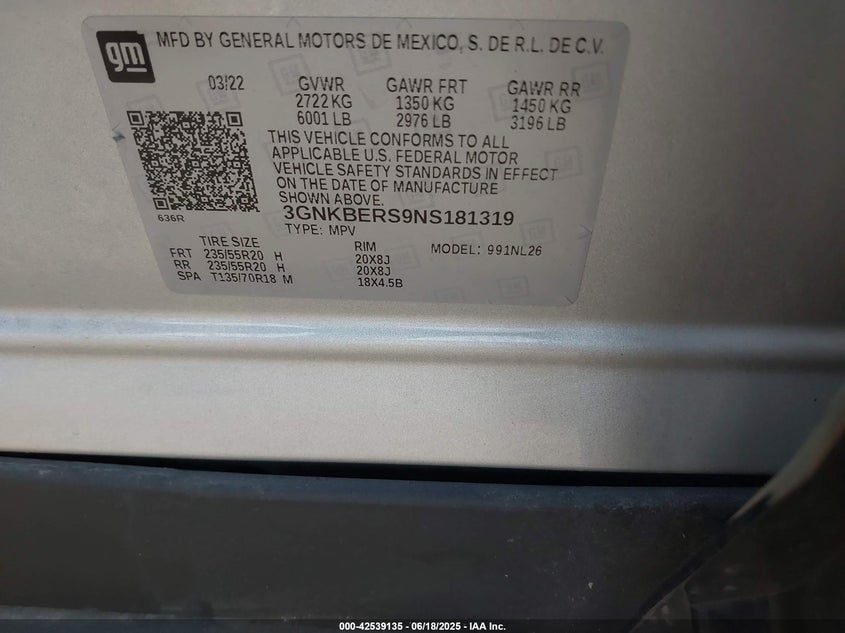 gm
MFD BY GENERAL MOTORS DE MEXICO, S. DE R.L. DE C.V.
03/22 GVWR GAWR FRT GAWR RR
2722 KG 1350 KG 1450 KG
6001 LB 2976 LB 3196 LB
THIS VEHICLE CONFORMS TO ALL
APPLICABLE U.S. FEDERAL MOTOR
VEHICLE SAFETY STANDARDS IN EFFECT
ON THE DATE OF MANUFACTURE
SHOWN ABOVE.
636R
3GNKBERS9NS181319
TYPE: MPV
TIRE SIZE RIM MODEL: 991NL26
FRT 235/55R20 H 20X8J
RR 235/55R20 H 20X8J
SPA T135/70R18 M 18X4.5B
000-42539135 - 06/18/2025 - IAA Inc.